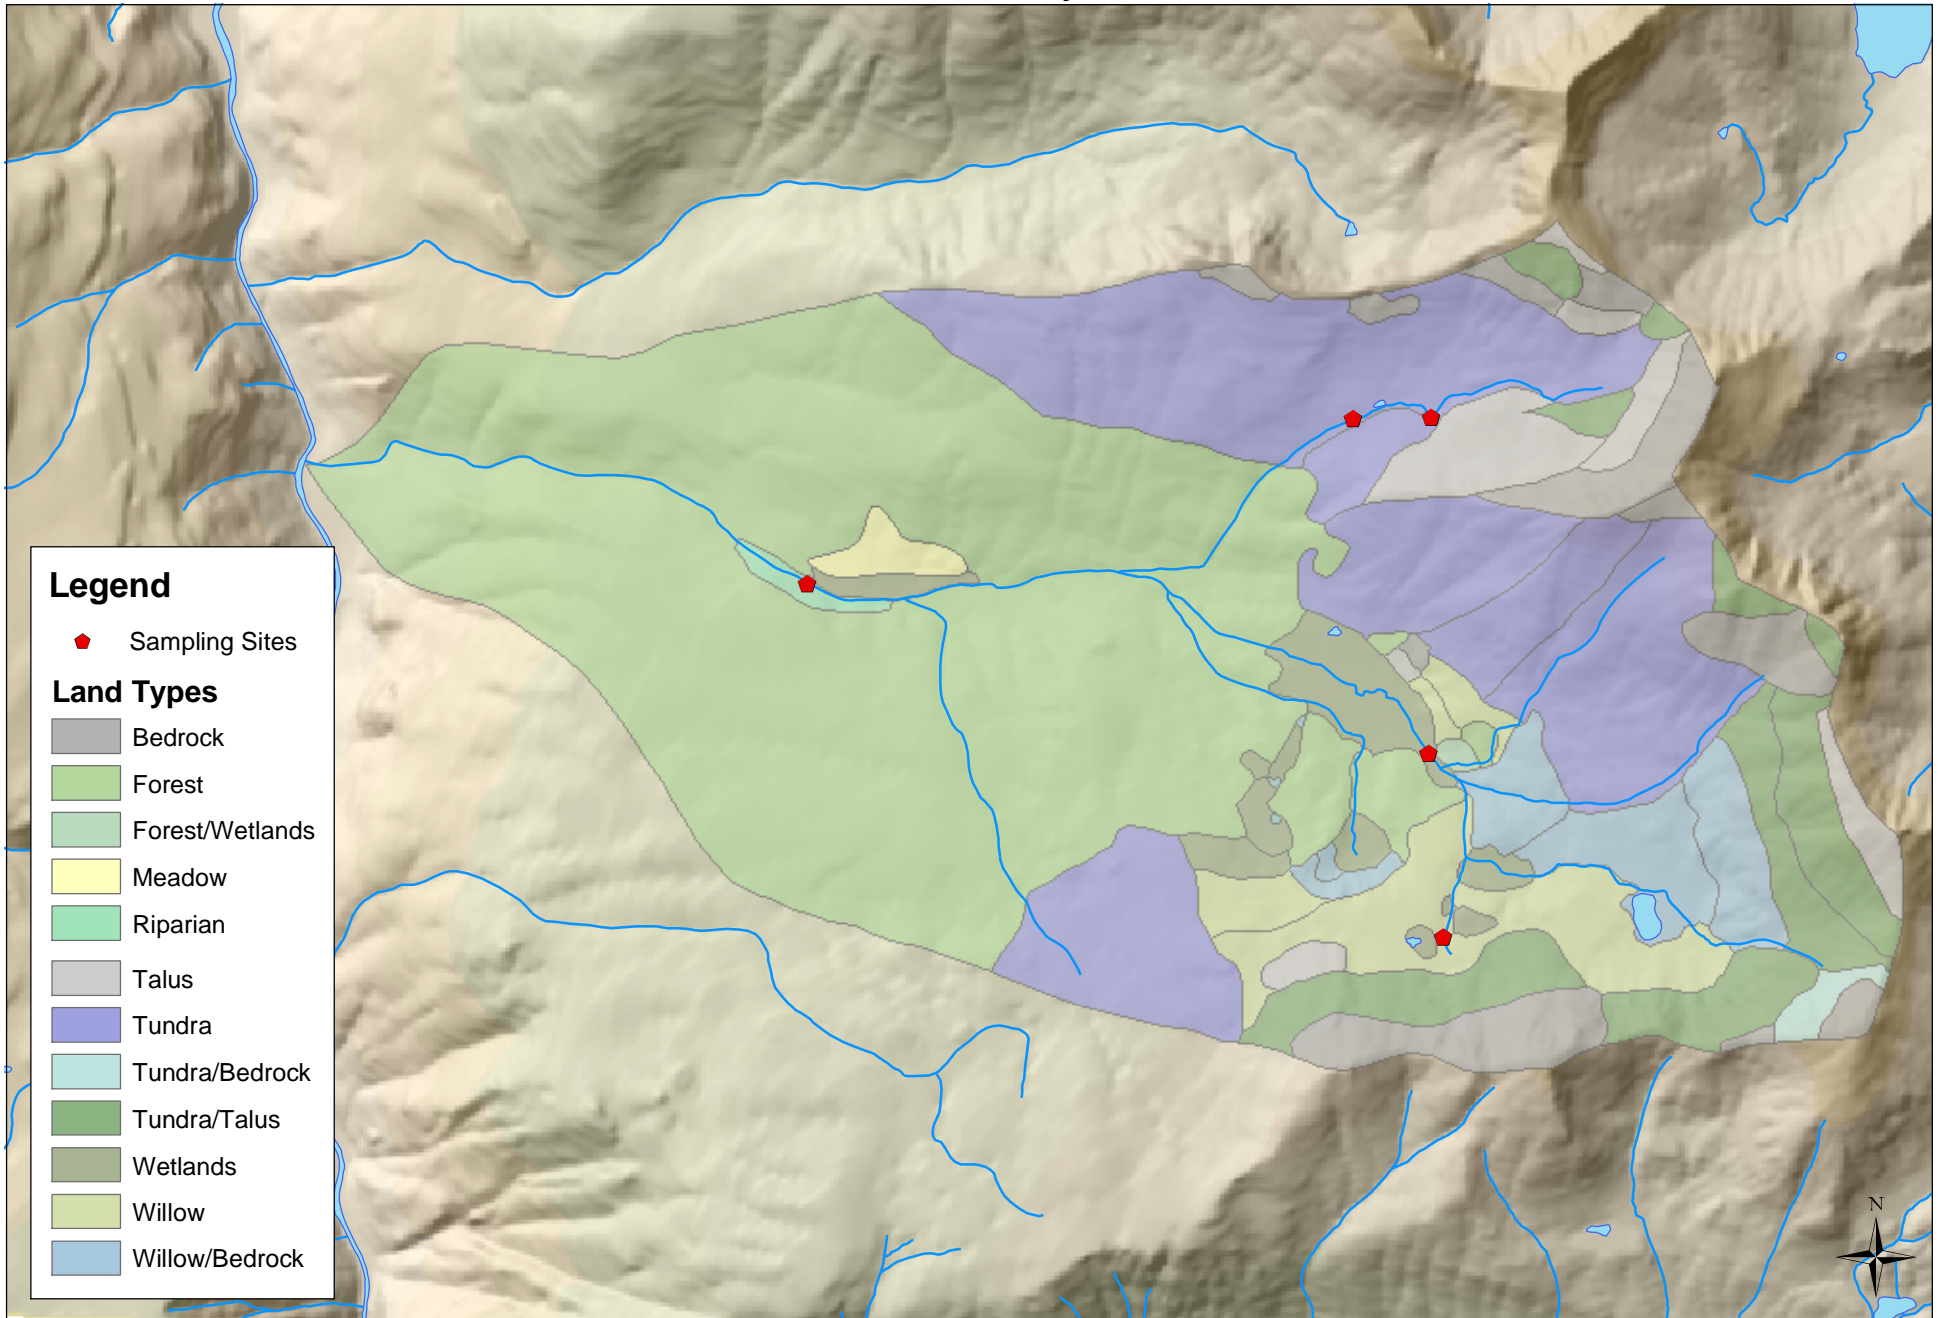 Legend
Sampling Sites
Land Types
Bedrock
Forest
Forest/Wetlands
Meadow
Riparian
Talus
Tundra
Tundra/Bedrock
Tundra/Talus
Wetlands
Willow
Willow/Bedrock
N